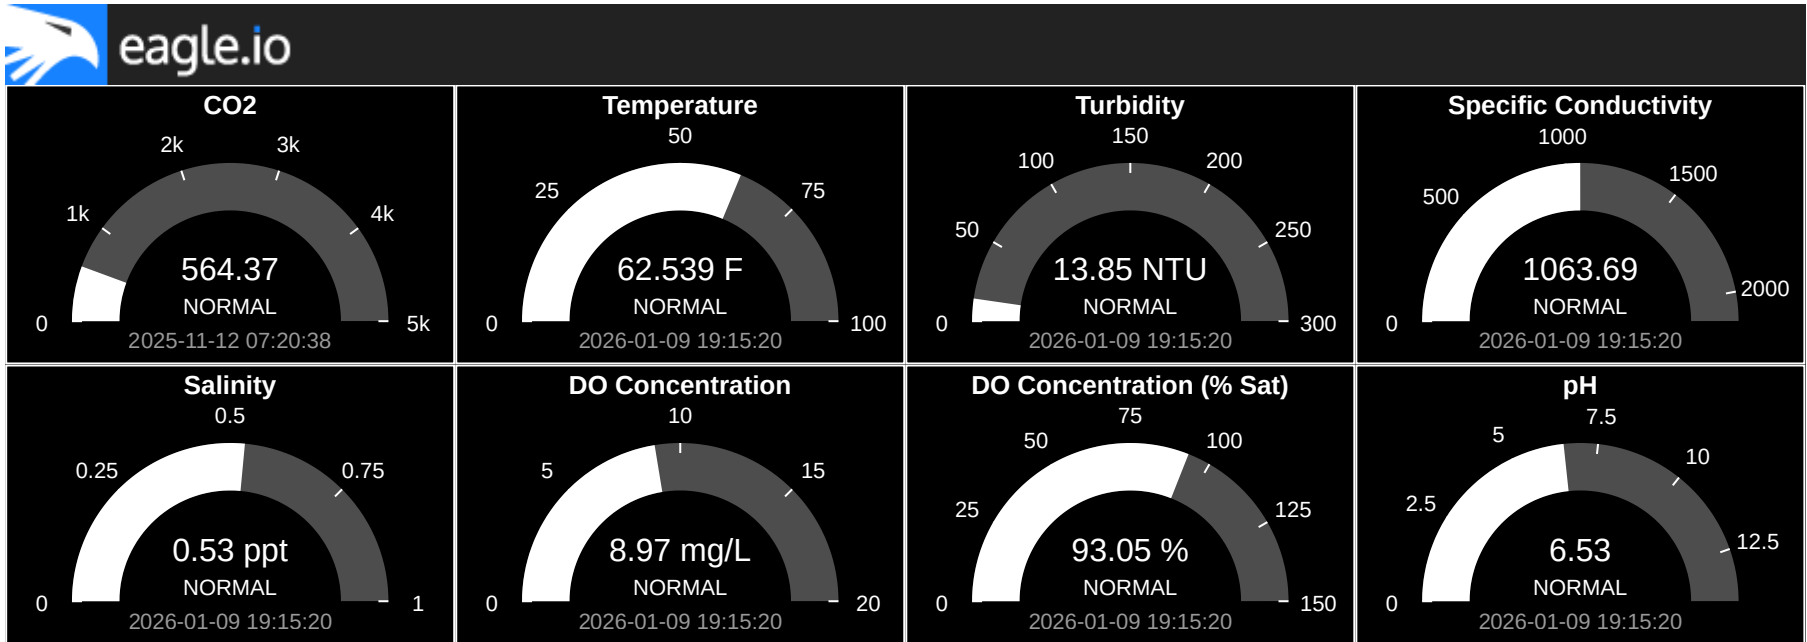 eagle.io
CO2
0
1k
2k
3k
4k
5k
564.37
NORMAL
2025-11-12 07:20:38
Temperature
0
25
50
75
100
62.539 F
NORMAL
2026-01-09 19:15:20
Turbidity
0
50
100
150
200
250
300
13.85 NTU
NORMAL
2026-01-09 19:15:20
Specific Conductivity
0
500
1000
1500
2000
1063.69
NORMAL
2026-01-09 19:15:20
Salinity
0
0.25
0.5
0.75
1
0.53 ppt
NORMAL
2026-01-09 19:15:20
DO Concentration
0
5
10
15
20
8.97 mg/L
NORMAL
2026-01-09 19:15:20
DO Concentration (% Sat)
0
25
50
75
100
125
150
93.05 %
NORMAL
2026-01-09 19:15:20
pH
0
2.5
5
7.5
10
12.5
6.53
NORMAL
2026-01-09 19:15:20